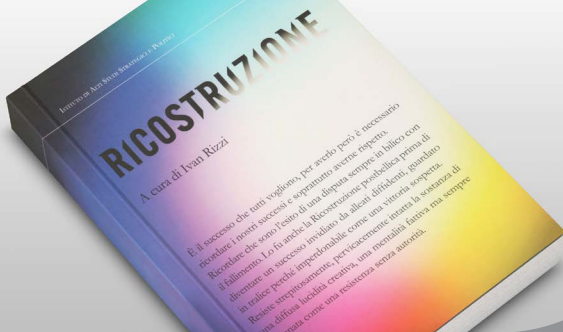 Istituto di Alti Studi Strategici e Politici
RICOSTRUZIONE
A cura di Ivan Rizzi
È il successo che tutti vogliono, per averlo però è necessario
ricordare i nostri successi e soprattutto averne rispetto.
Ricordare che sono l'esito di una disputa sempre in bilico con
il fallimento. Lo fu anche la Ricostruzione postbellica prima di
diventare un successo invidiato da alleati diffidenti, guardato
in tralice perché imperdonabile come una vittoria sospetta.
Resiste strepitosamente, pervicacemente intatta la sostanza di
una diffusa lucidità creativa, una mentalità fattiva ma sempre
come una resistenza senza autorità.